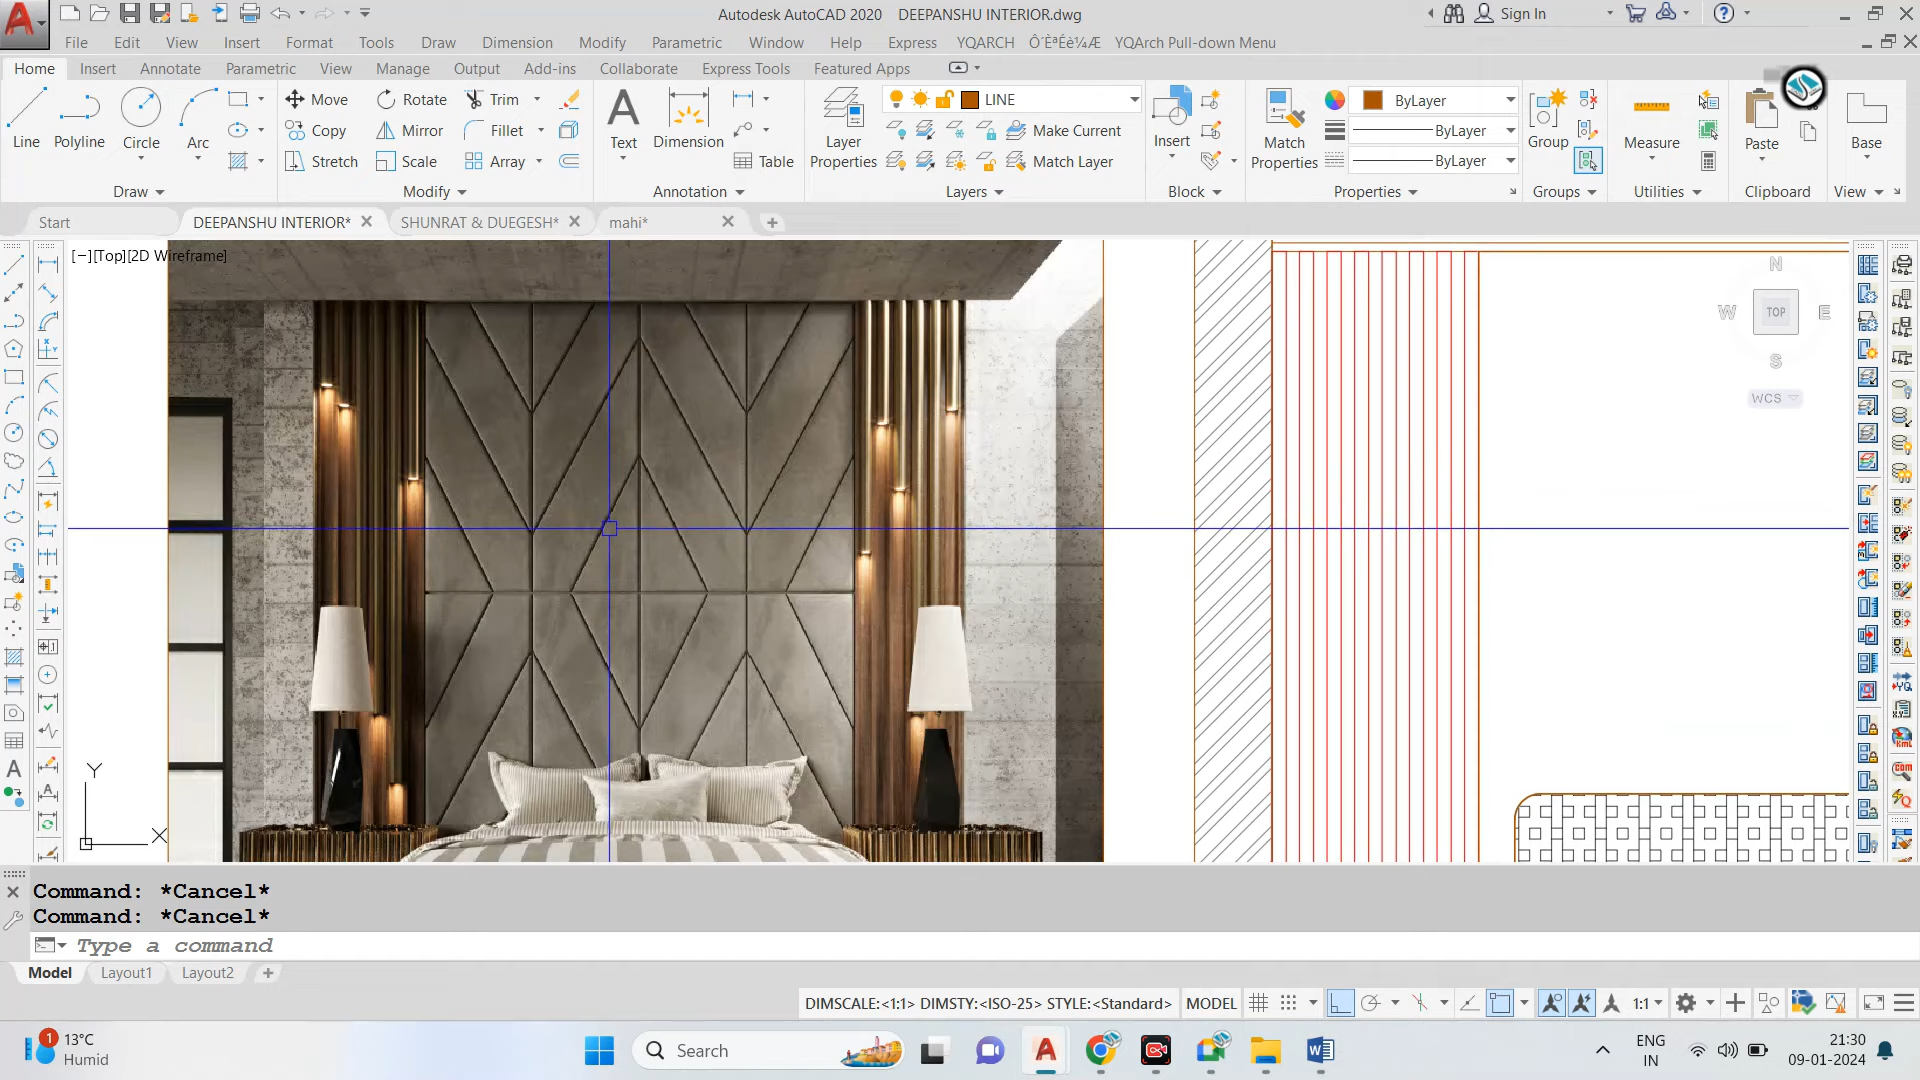 Autodesk AutoCAD 2020 DEEPANSHU INTERIOR.dwg
Sign In
File Edit View Insert Format Tools Draw Dimension Modify Parametric Window Help Express YQARCH Ô´ÈªÉè¼Æ YQArch Pull-down Menu
Home Insert Annotate Parametric View Manage Output Add-ins Collaborate Express Tools Featured Apps
Line Polyline Circle Arc
Move Rotate Trim
Copy Mirror Fillet
Stretch Scale Array
Text Dimension Table
Layer Properties
LINE
Make Current
Match Layer
Insert
Match Properties
ByLayer
ByLayer
ByLayer
Group
Measure
Paste
Base
Draw Modify Annotation Layers Block Properties Groups Utilities Clipboard View
Start DEEPANSHU INTERIOR* SHUNRAT & DUEGESH* mahi*
[−][Top][2D Wireframe]
N
W TOP E
S
WCS
Y
X
Command: *Cancel*
Command: *Cancel*
Type a command
Model Layout1 Layout2
DIMSCALE:<1:1> DIMSTY:<ISO-25> STYLE:<Standard> MODEL 1:1
1
13°C
Humid
Search
ENG
IN
21:30
09-01-2024